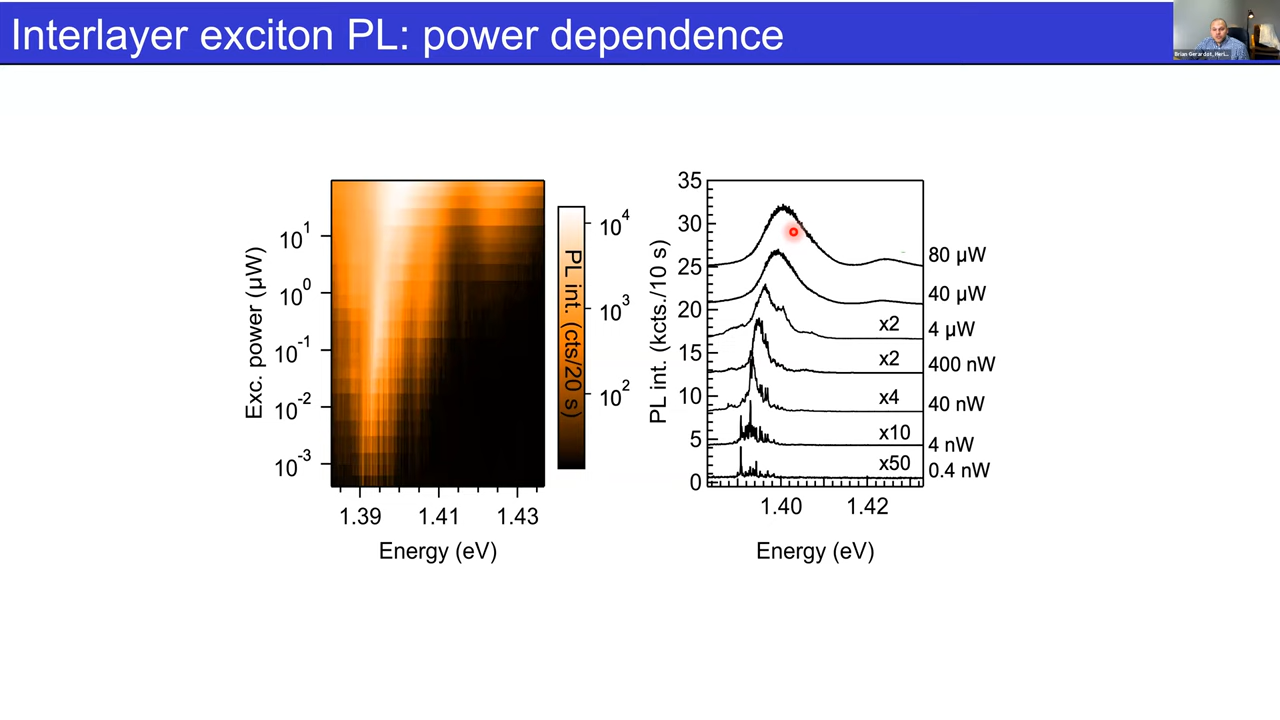 Interlayer exciton PL: power dependence
Brian Gerardot, Heri...
Exc. power (µW)
10^1
10^0
10^-1
10^-2
10^-3
1.39
1.41
1.43
Energy (eV)
PL int. (cts/20 s)
10^4
10^3
10^2
PL int. (kcts./10 s)
35
30
25
20
15
10
5
0
80 µW
40 µW
x2
4 µW
x2
400 nW
x4
40 nW
x10
4 nW
x50
0.4 nW
1.40
1.42
Energy (eV)